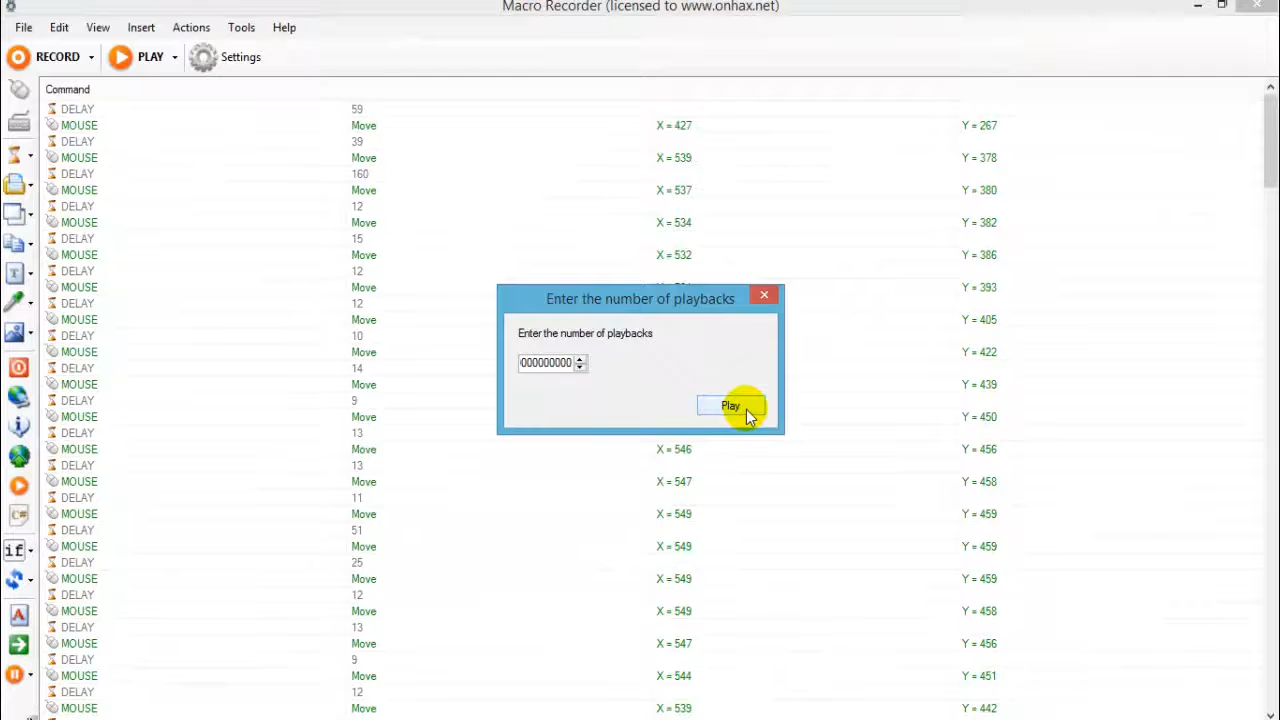 Macro Recorder (licensed to www.onhax.net)
File Edit View Insert Actions Tools Help
RECORD PLAY Settings
Command
DELAY 59
MOUSE Move X = 427 Y = 267
DELAY 39
MOUSE Move X = 539 Y = 378
DELAY 160
MOUSE Move X = 537 Y = 380
DELAY 12
MOUSE Move X = 534 Y = 382
DELAY 15
MOUSE Move X = 532 Y = 386
DELAY 12
MOUSE Move Y = 393
DELAY 12
MOUSE Move Y = 405
DELAY 10
MOUSE Move Y = 422
DELAY 14
MOUSE Move Y = 439
DELAY 9
MOUSE Move Y = 450
DELAY 13
MOUSE Move X = 546 Y = 456
DELAY 13
MOUSE Move X = 547 Y = 458
DELAY 11
MOUSE Move X = 549 Y = 459
DELAY 51
MOUSE Move X = 549 Y = 459
DELAY 25
MOUSE Move X = 549 Y = 459
DELAY 12
MOUSE Move X = 549 Y = 458
DELAY 13
MOUSE Move X = 547 Y = 456
DELAY 9
MOUSE Move X = 544 Y = 451
DELAY 12
MOUSE Move X = 539 Y = 442
Enter the number of playbacks
Enter the number of playbacks
000000000
Play
T
C#
if
A